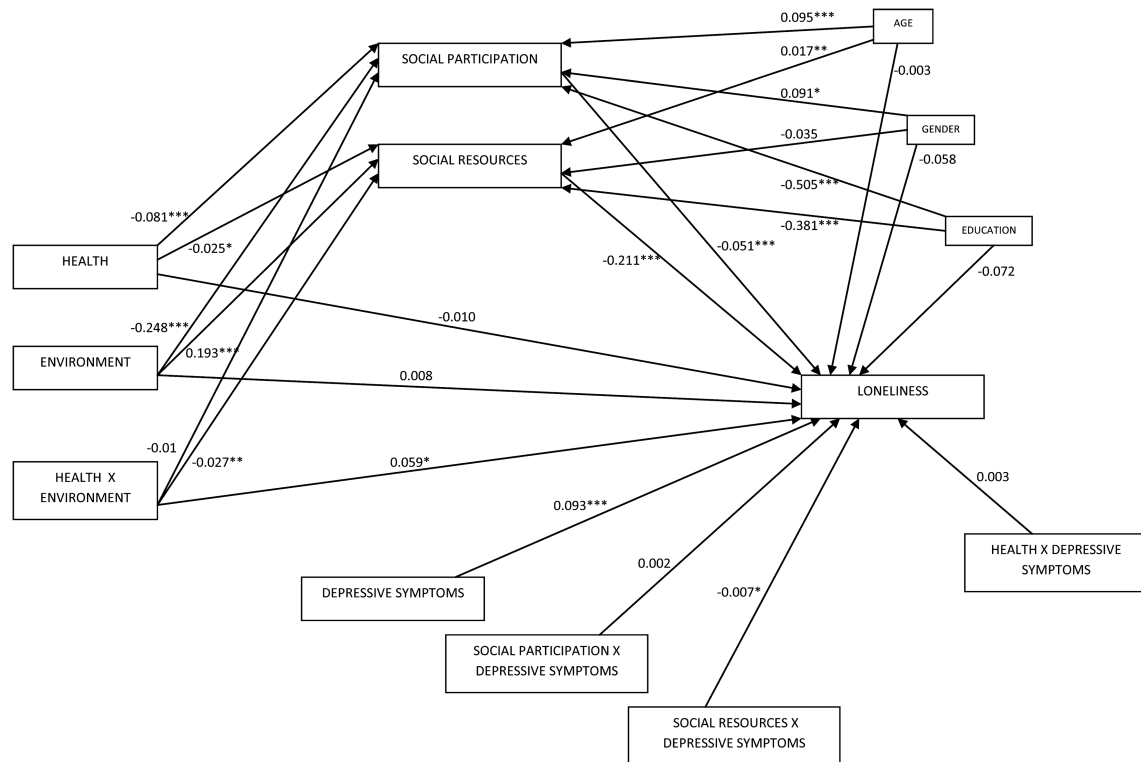 0.095***
AGE
SOCIAL PARTICIPATION
0.017**
-0.003
0.091*
GENDER
SOCIAL RESOURCES
-0.035
-0.058
-0.505***
-0.081***
-0.381***
EDUCATION
-0.025*
-0.051***
HEALTH
-0.211***
-0.072
-0.010
-0.248***
0.193***
ENVIRONMENT
0.008
LONELINESS
-0.01
-0.027**
0.059*
HEALTH X
ENVIRONMENT
0.093***
0.003
HEALTH X DEPRESSIVE
SYMPTOMS
0.002
DEPRESSIVE SYMPTOMS
-0.007*
SOCIAL PARTICIPATION X
DEPRESSIVE SYMPTOMS
SOCIAL RESOURCES X
DEPRESSIVE SYMPTOMS